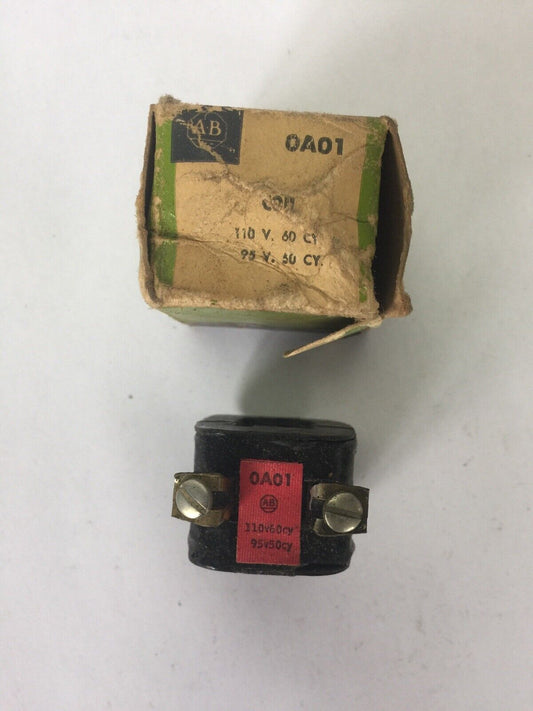 AB
0A01
COIL
110 V. 60 CY.
95 V. 50 CY.
0A01
AB
110v60cy
95v50cy